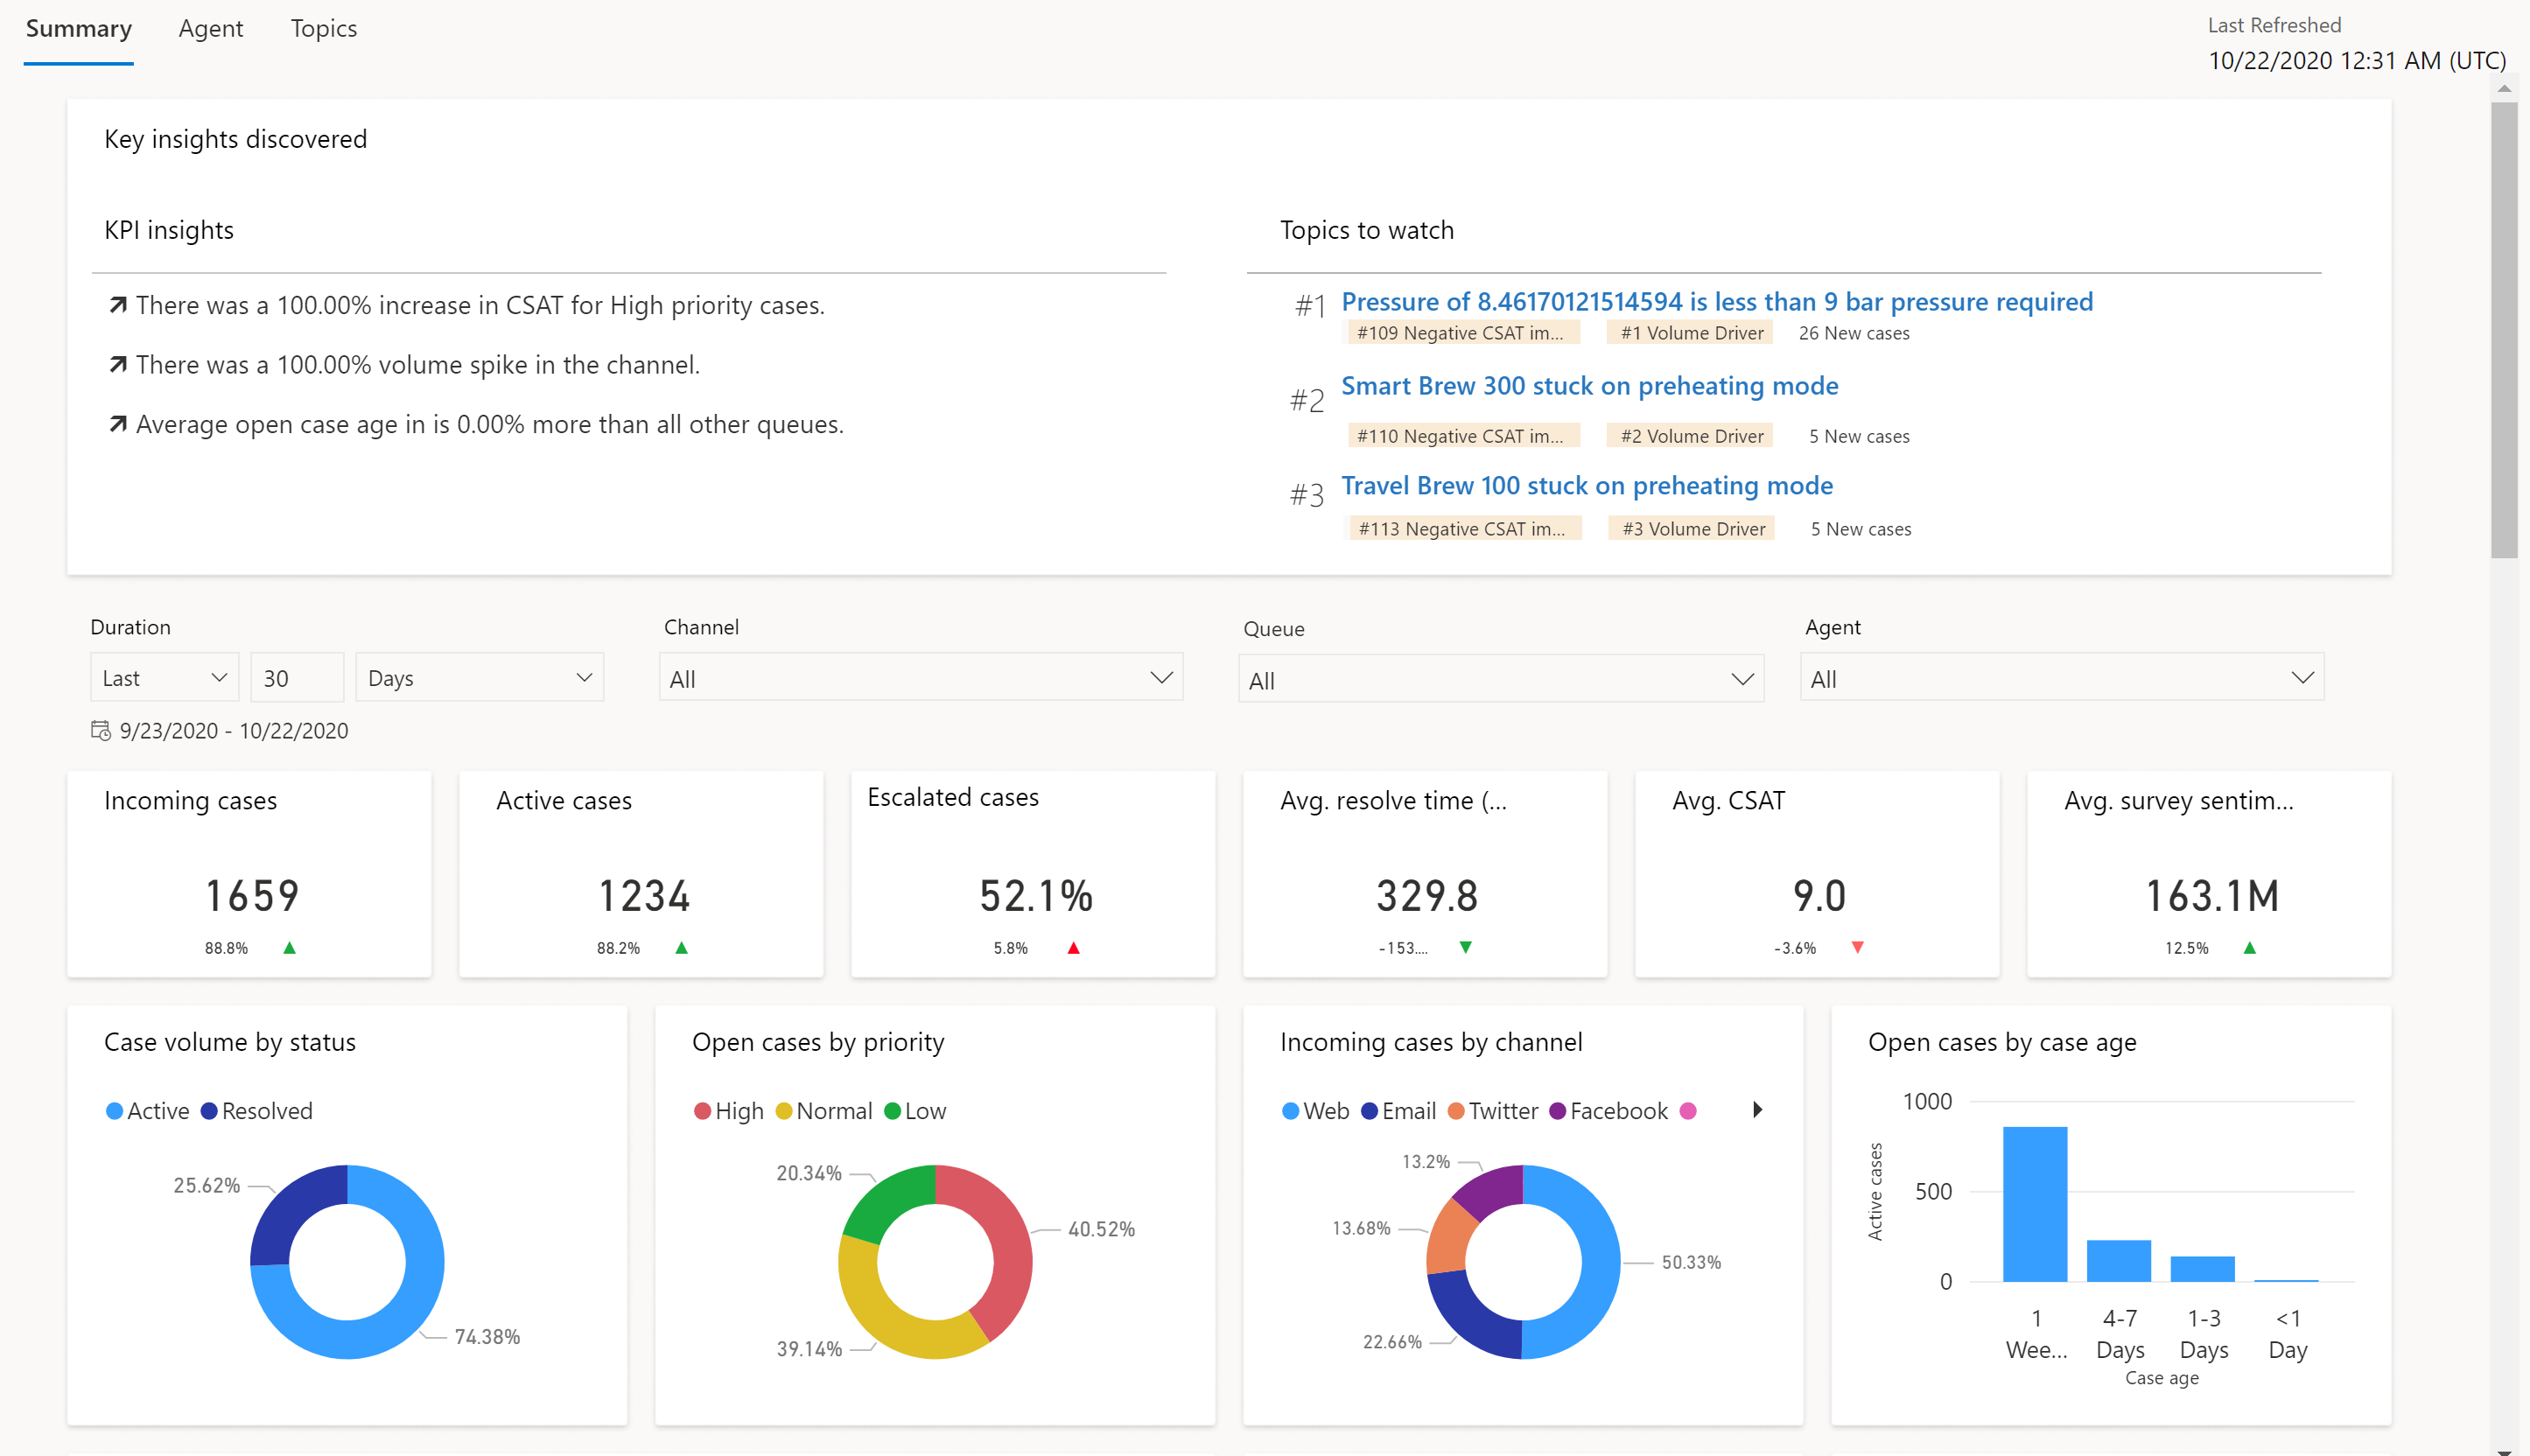 Summary Agent Topics
Last Refreshed
10/22/2020 12:31 AM (UTC)
Key insights discovered
KPI insights
There was a 100.00% increase in CSAT for High priority cases.
There was a 100.00% volume spike in the channel.
Average open case age in is 0.00% more than all other queues.
Topics to watch
#1 Pressure of 8.46170121514594 is less than 9 bar pressure required
#109 Negative CSAT im... #1 Volume Driver 26 New cases
#2 Smart Brew 300 stuck on preheating mode
#110 Negative CSAT im... #2 Volume Driver 5 New cases
#3 Travel Brew 100 stuck on preheating mode
#113 Negative CSAT im... #3 Volume Driver 5 New cases
Duration
Last 30 Days
9/23/2020 - 10/22/2020
Channel
All
Queue
All
Agent
All
Incoming cases
1659
88.8%
Active cases
1234
88.2%
Escalated cases
52.1%
5.8%
Avg. resolve time (...
329.8
-153....
Avg. CSAT
9.0
-3.6%
Avg. survey sentim...
163.1M
12.5%
Case volume by status
Active Resolved
25.62%
74.38%
Open cases by priority
High Normal Low
20.34%
40.52%
39.14%
Incoming cases by channel
Web Email Twitter Facebook
13.2%
13.68%
50.33%
22.66%
Open cases by case age
Active cases
1000
500
0
1 Wee...
4-7 Days
1-3 Days
<1 Day
Case age